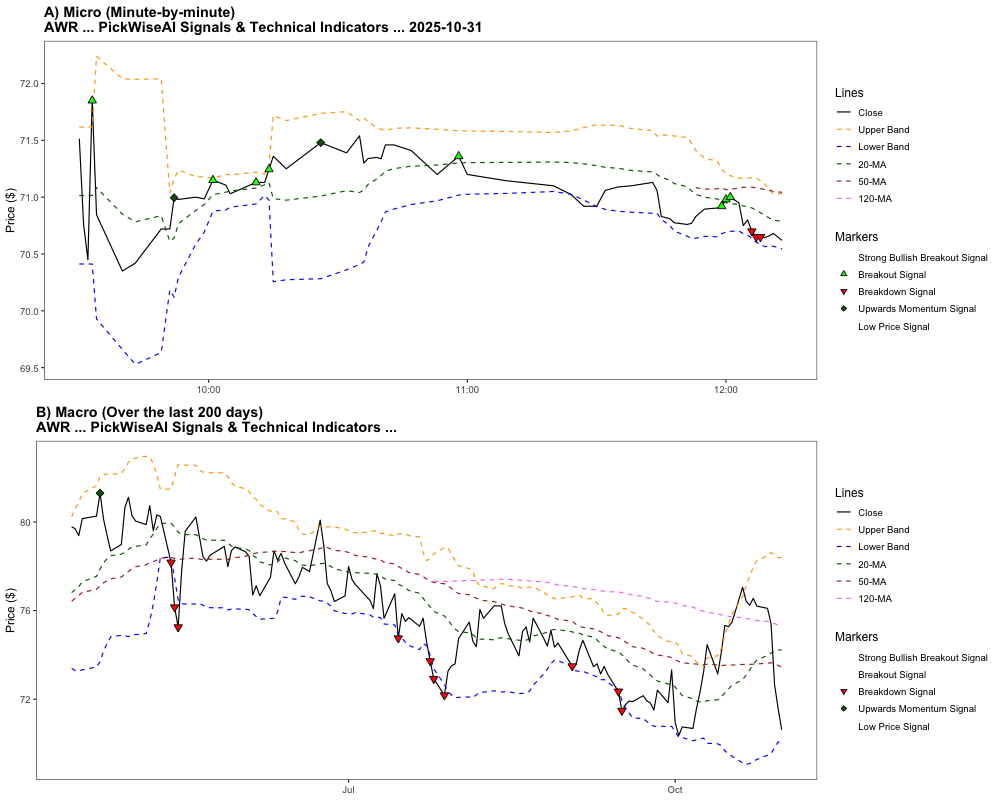 A) Micro (Minute-by-minute)
AWR ... PickWiseAI Signals & Technical Indicators ... 2025-10-31
Price ($)
72.0
71.5
71.0
70.5
70.0
69.5
10:00
11:00
12:00
Lines
Close
Upper Band
Lower Band
20-MA
50-MA
120-MA
Markers
Strong Bullish Breakout Signal
Breakout Signal
Breakdown Signal
Upwards Momentum Signal
Low Price Signal
B) Macro (Over the last 200 days)
AWR ... PickWiseAI Signals & Technical Indicators ...
Price ($)
80
76
72
Jul
Oct
Lines
Close
Upper Band
Lower Band
20-MA
50-MA
120-MA
Markers
Strong Bullish Breakout Signal
Breakout Signal
Breakdown Signal
Upwards Momentum Signal
Low Price Signal